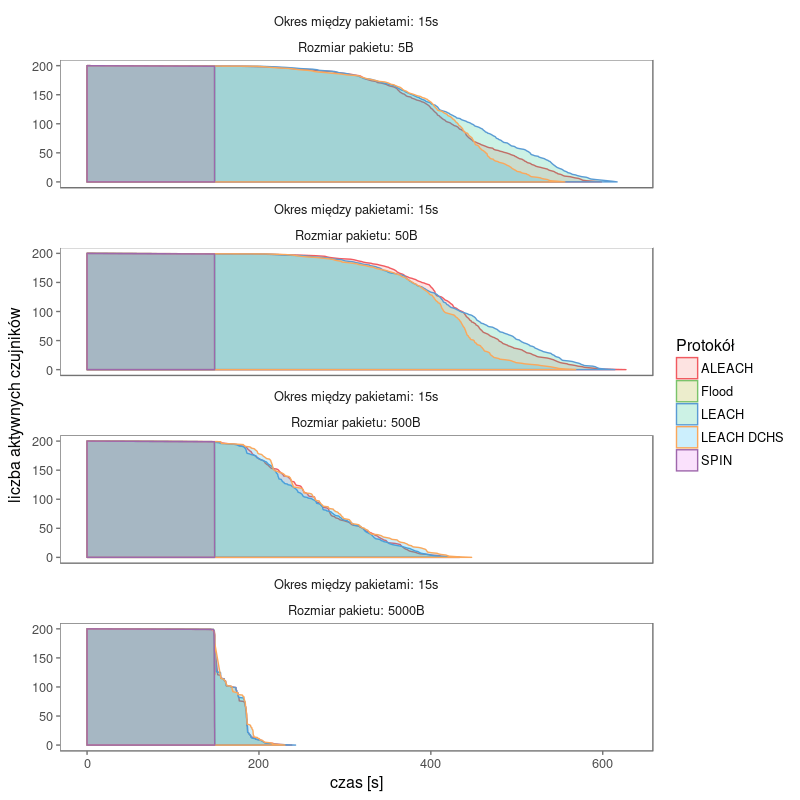 Okres między pakietami: 15s
Rozmiar pakietu: 5B
200
150
100
50
0
Okres między pakietami: 15s
Rozmiar pakietu: 50B
200
150
100
50
0
Okres między pakietami: 15s
Rozmiar pakietu: 500B
200
150
100
50
0
Okres między pakietami: 15s
Rozmiar pakietu: 5000B
200
150
100
50
0
0 200 400 600
czas [s]
liczba aktywnych czujników
Protokół
ALEACH
Flood
LEACH
LEACH DCHS
SPIN